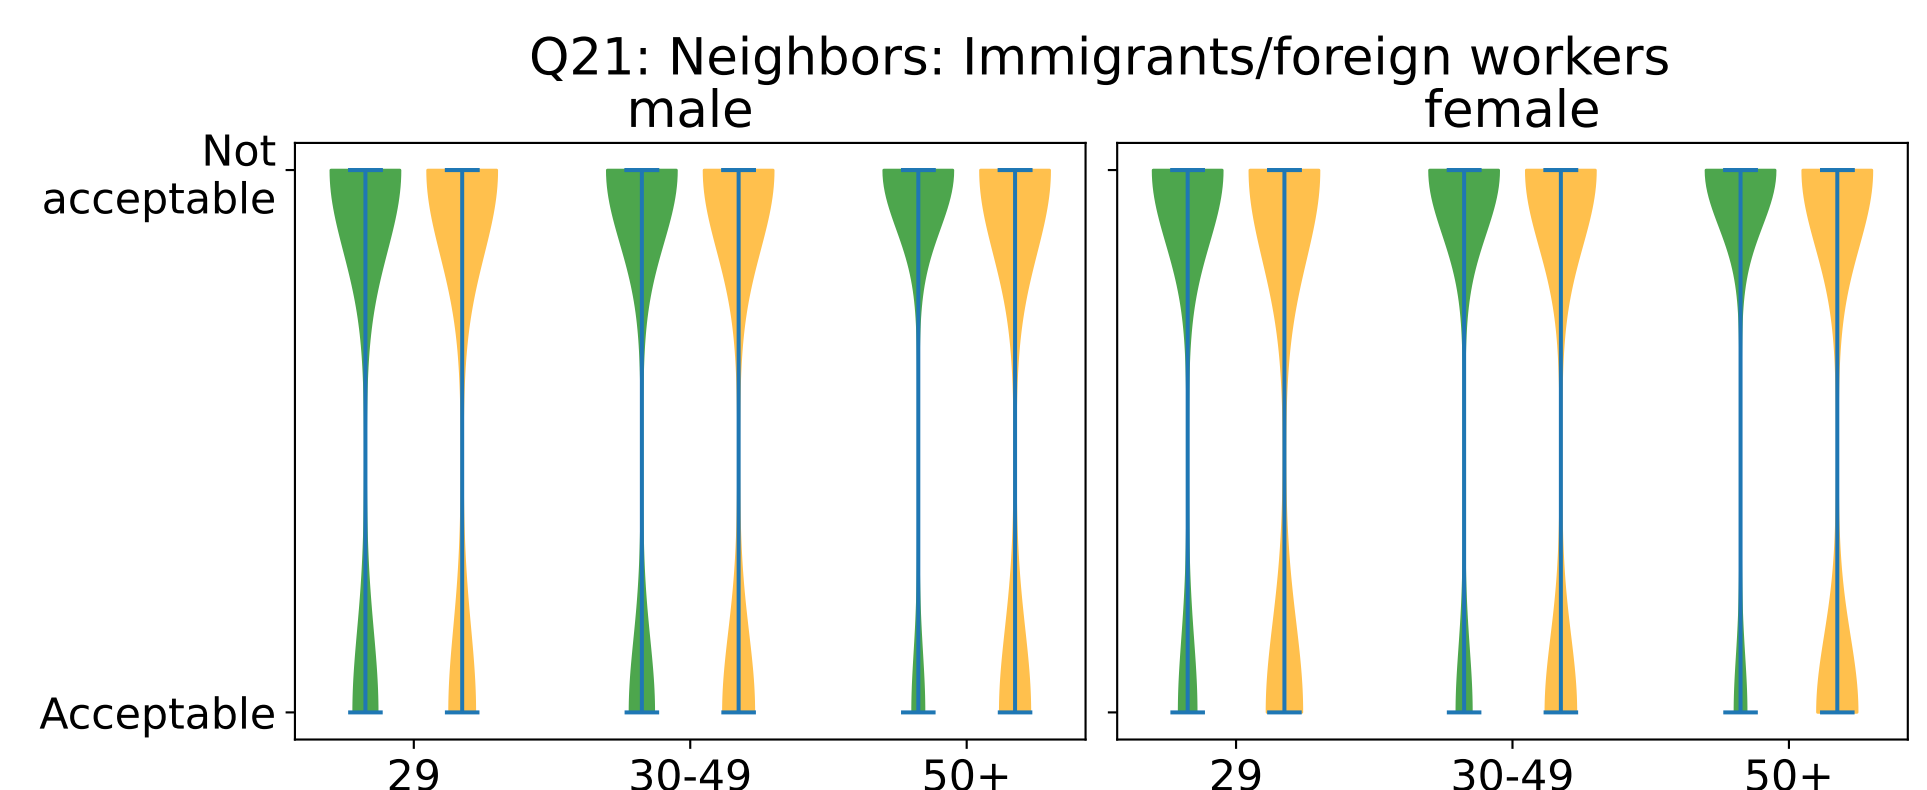 Q21: Neighbors: Immigrants/foreign workers
male
female
Not
acceptable
Acceptable
29
30-49
50+
29
30-49
50+